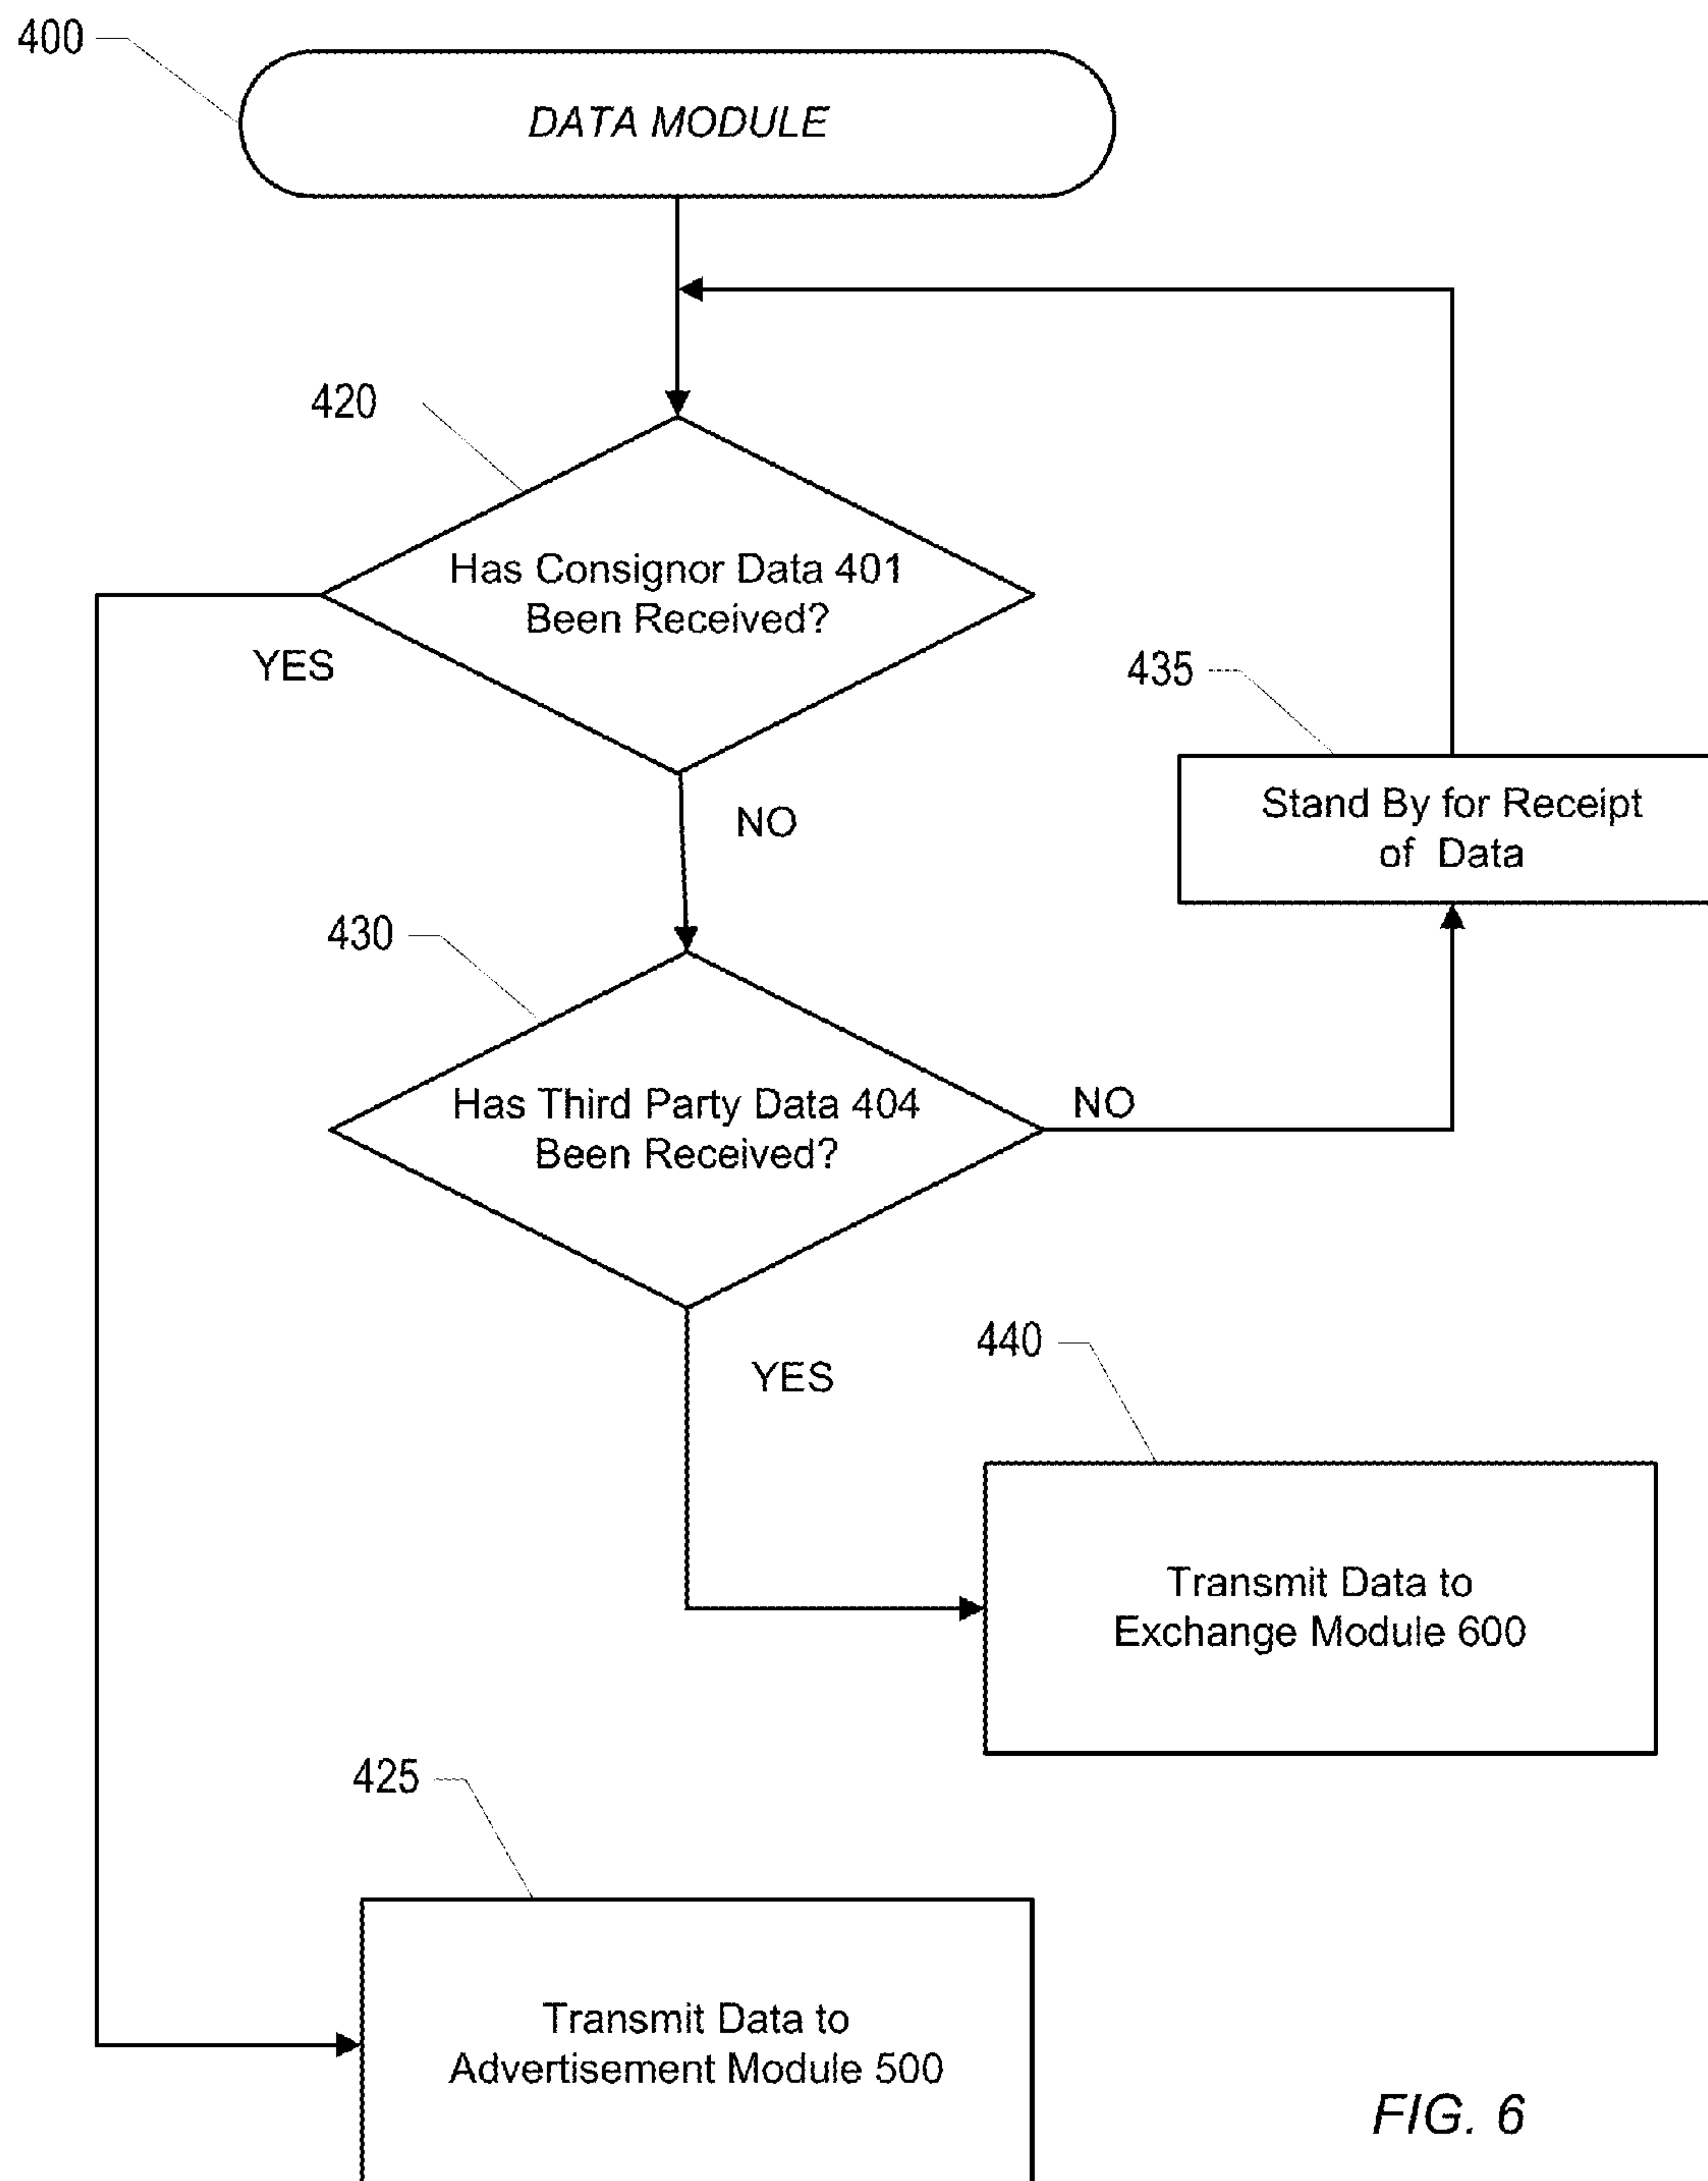 400
DATA MODULE
420
Has Consignor Data 401
Been Received?
YES
435
NO
Stand By for Receipt
of Data
430
Has Third Party Data 404
Been Received?
NO
440
YES
Transmit Data to
Exchange Module 600
425
Transmit Data to
Advertisement Module 500
FIG. 6